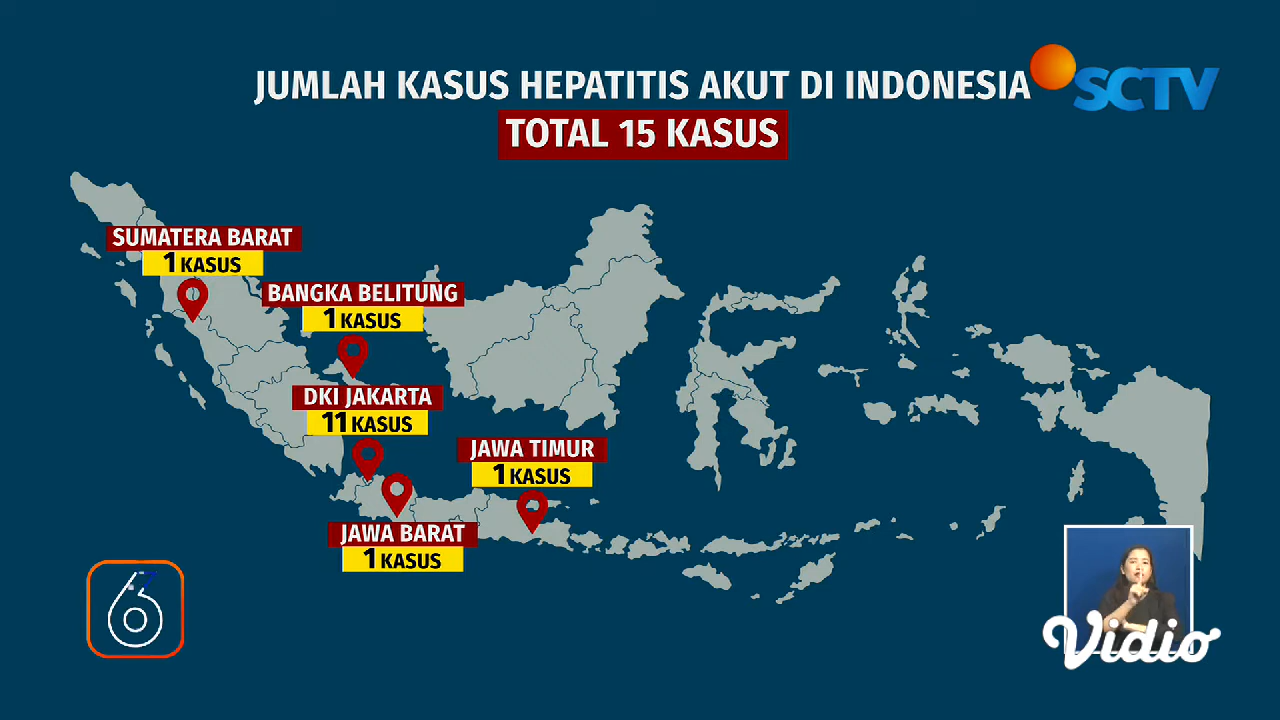 JUMLAH KASUS HEPATITIS AKUT DI INDONESIA
SCTV
TOTAL 15 KASUS
SUMATERA BARAT
1 KASUS
BANGKA BELITUNG
1 KASUS
DKI JAKARTA
11 KASUS
JAWA TIMUR
1 KASUS
JAWA BARAT
1 KASUS
6
Vidio